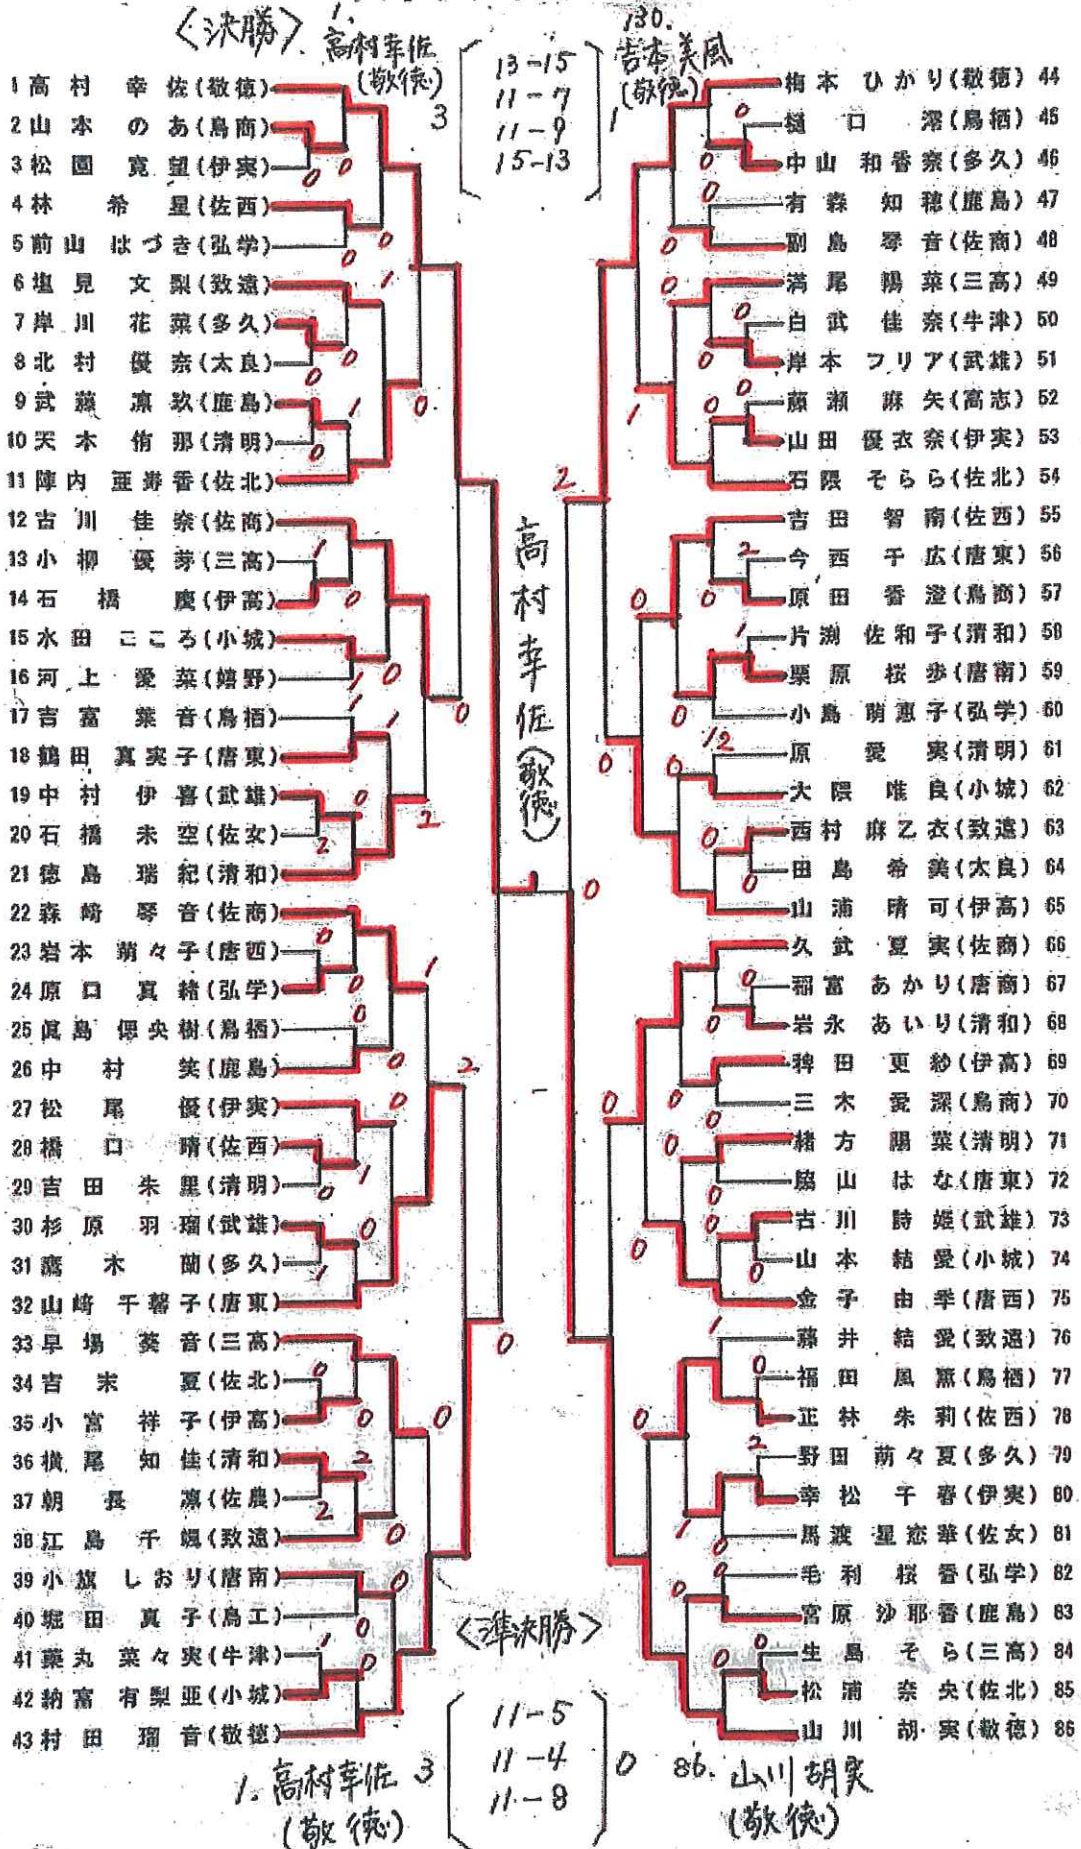 〈決勝〉
1.
高村幸佐
(敬徳)
3
13-15
11-7
11-9
15-13
1
130.
吉本美風
(敬徳)
1 高村 幸佐(敬徳)
2 山本 のあ(鳥商)
3 松園 寛望(伊実)
4 林 希星(佐西)
5 前山 はづき(弘学)
6 塩見 文梨(致遠)
7 岸川 花菜(多久)
8 北村 優奈(太良)
9 武藤 凛玖(鹿島)
10 天本 侑那(清明)
11 陣内 亜寿香(佐北)
12 古川 佳奈(佐商)
13 小柳 優芽(三高)
14 石橋 慶(伊高)
15 水田 こころ(小城)
16 河上 愛菜(嬉野)
17 吉富 葉音(鳥栖)
18 鶴田 真実子(唐東)
19 中村 伊喜(武雄)
20 石橋 未空(佐女)
21 徳島 瑞紀(清和)
22 森崎 琴音(佐商)
23 岩本 萌々子(唐西)
24 原口 真緒(弘学)
25 眞島 偲央樹(鳥栖)
26 中村 笑(鹿島)
27 松尾 優(伊実)
28 橋口 晴(佐西)
29 吉田 朱里(清明)
30 杉原 羽瑠(武雄)
31 鷹木 蘭(多久)
32 山﨑 千馨子(唐東)
33 早場 葵音(三高)
34 吉末 夏(佐北)
35 小宮 祥子(伊高)
36 横尾 知佳(清和)
37 朝長 凛(佐農)
38 江島 千颯(致遠)
39 小旗 しおり(唐南)
40 堀田 真子(鳥工)
41 薬丸 菜々実(牛津)
42 納富 有梨亜(小城)
43 村田 瑠音(敬徳)
高村幸佐(敬徳)
梅本 ひかり(敬徳) 44
樋口 澪(鳥栖) 45
中山 和香奈(多久) 46
有森 知穂(鹿島) 47
副島 琴音(佐商) 48
満尾 陽菜(三高) 49
白武 佳奈(牛津) 50
岸本 フリア(武雄) 51
藤瀬 麻矢(高志) 52
山田 優衣奈(伊実) 53
石隈 そらら(佐北) 54
吉田 智南(佐西) 55
今西 千広(唐東) 56
原田 香澄(鳥商) 57
片渕 佐和子(清和) 58
栗原 桜歩(唐南) 59
小島 萌恵子(弘学) 60
原 愛実(清明) 61
大隈 唯良(小城) 62
西村 麻乙衣(致遠) 63
田島 希美(太良) 64
山浦 晴可(伊高) 65
久武 夏実(佐商) 66
稲富 あかり(唐商) 67
岩永 あいり(清和) 68
稗田 更紗(伊高) 69
三木 愛深(鳥商) 70
緒方 陽菜(清明) 71
脇山 はな(唐東) 72
古川 詩姫(武雄) 73
山本 結愛(小城) 74
金子 由季(唐西) 75
藤井 結愛(致遠) 76
福田 風薫(鳥栖) 77
正林 朱莉(佐西) 78
野田 萌々夏(多久) 79
幸松 千春(伊実) 80
馬渡 星恋華(佐女) 81
毛利 桜香(弘学) 82
宮原 沙耶香(鹿島) 83
生島 そら(三高) 84
松浦 奈央(佐北) 85
山川 胡実(敬徳) 86
〈準決勝〉
1. 高村幸佐
(敬徳)
3
11-5
11-4
11-8
0
86. 山川胡実
(敬徳)